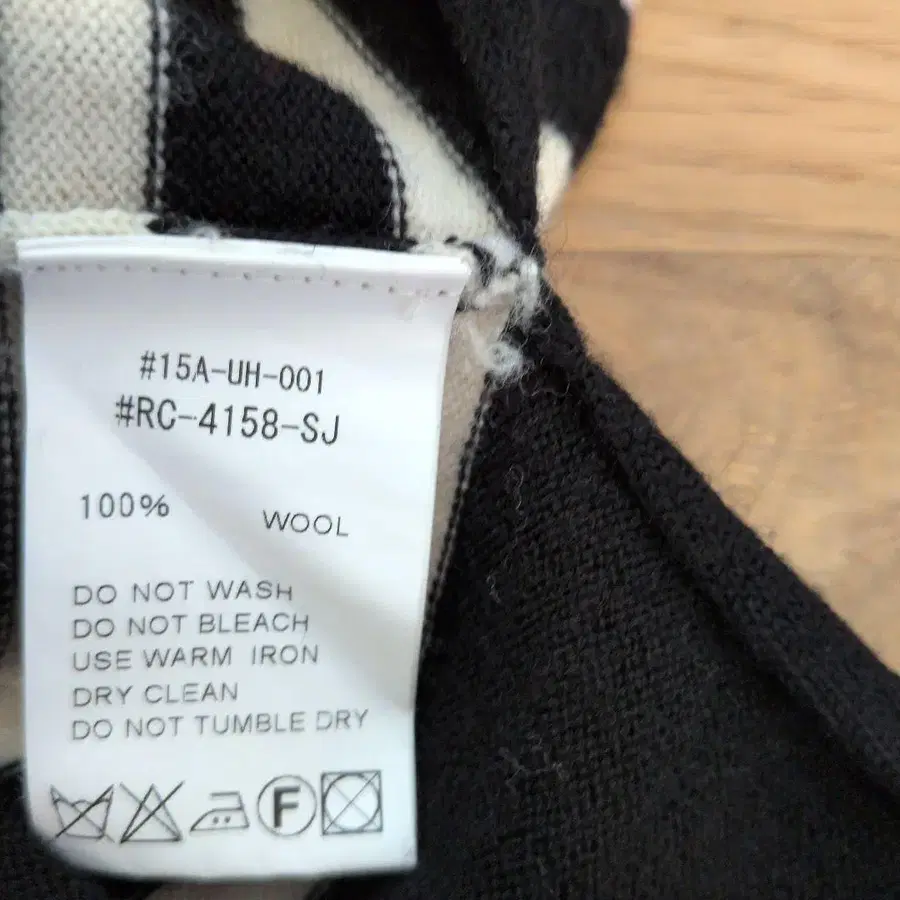 #15A-UH-001
#RC-4158-SJ
100% WOOL
DO NOT WASH
DO NOT BLEACH
USE WARM IRON
DRY CLEAN
DO NOT TUMBLE DRY
F